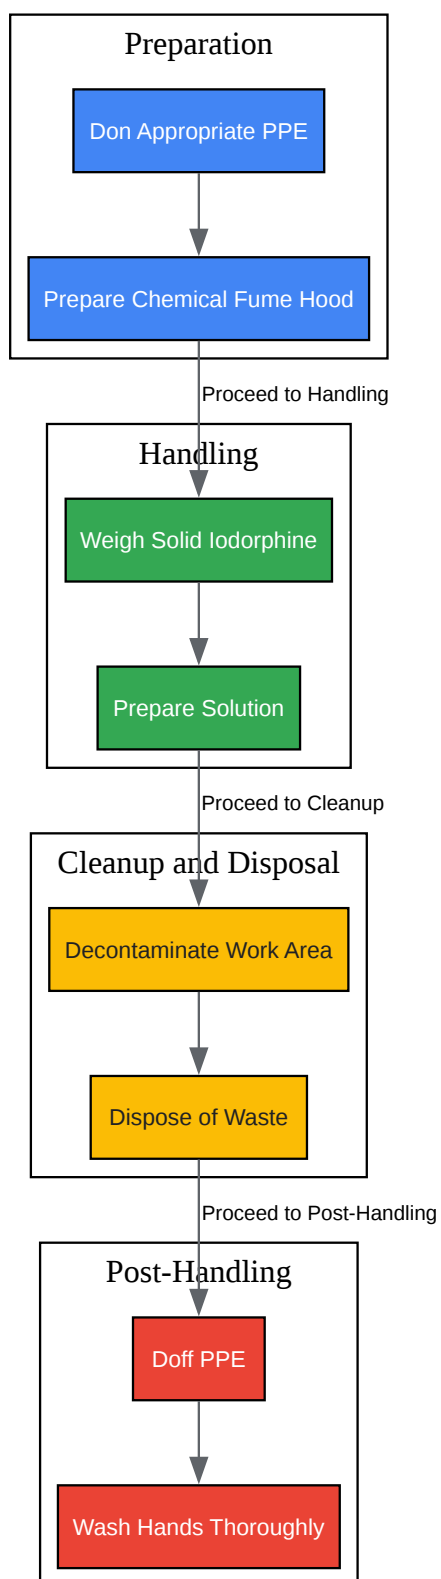 Preparation
Don Appropriate PPE
Prepare Chemical Fume Hood
Proceed to Handling
Handling
Weigh Solid Iodorphine
Prepare Solution
Proceed to Cleanup
Cleanup and Disposal
Decontaminate Work Area
Dispose of Waste
Proceed to Post-Handling
Post-Handling
Doff PPE
Wash Hands Thoroughly